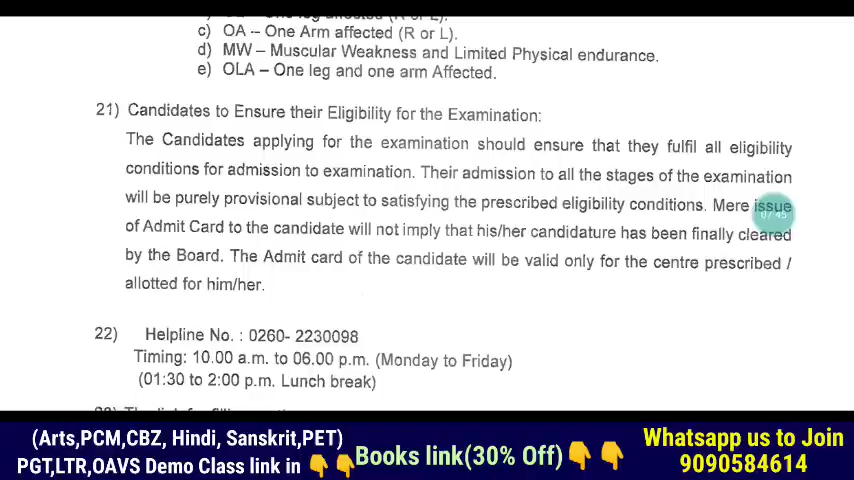 c) OA – One Arm affected (R or L).
d) MW – Muscular Weakness and Limited Physical endurance.
e) OLA – One leg and one arm Affected.
21) Candidates to Ensure their Eligibility for the Examination:
The Candidates applying for the examination should ensure that they fulfil all eligibility
conditions for admission to examination. Their admission to all the stages of the examination
will be purely provisional subject to satisfying the prescribed eligibility conditions. Mere issue
of Admit Card to the candidate will not imply that his/her candidature has been finally cleared
by the Board. The Admit card of the candidate will be valid only for the centre prescribed /
allotted for him/her.
22) Helpline No. : 0260- 2230098
Timing: 10.00 a.m. to 06.00 p.m. (Monday to Friday)
(01:30 to 2:00 p.m. Lunch break)
(Arts,PCM,CBZ, Hindi, Sanskrit,PET)
PGT,LTR,OAVS Demo Class link in
Books link(30% Off)
Whatsapp us to Join
9090584614